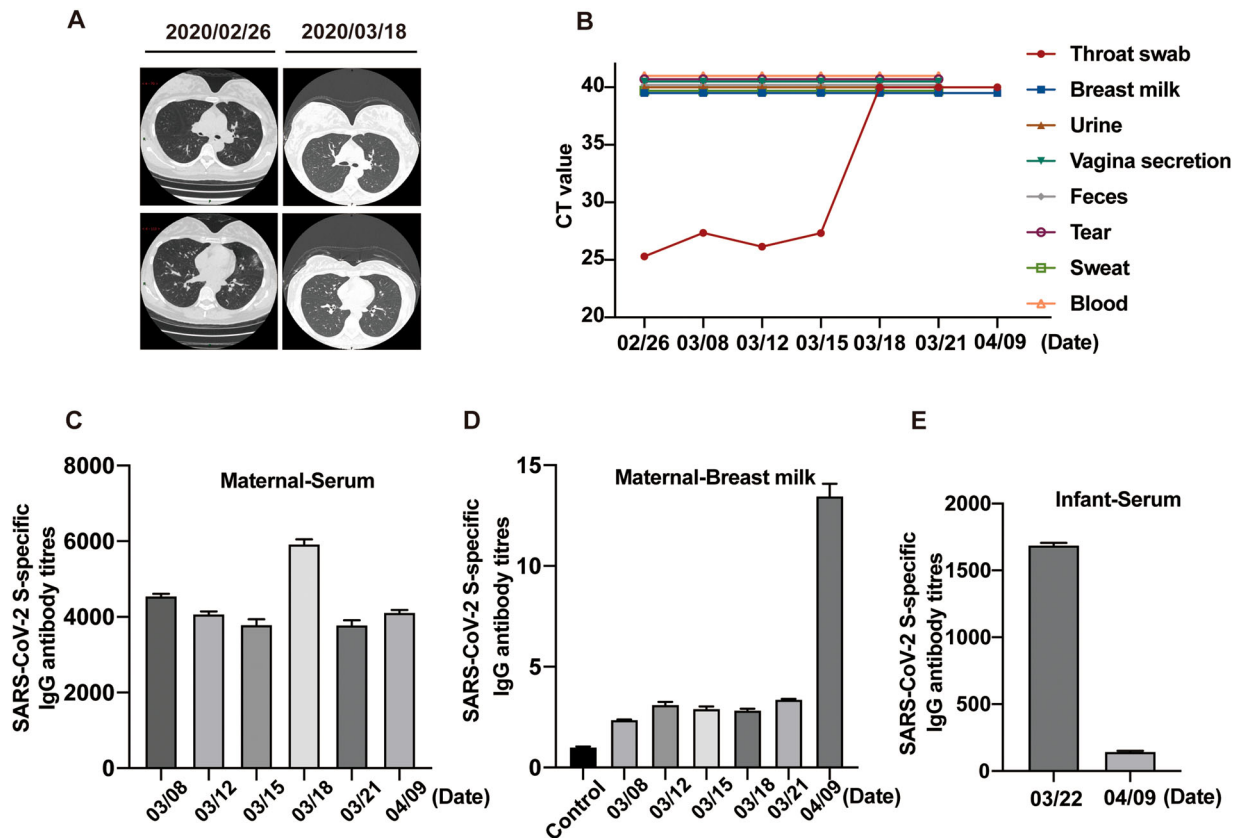 A
2020/02/26 2020/03/18
B
CT value
40
35
30
25
20
02/26 03/08 03/12 03/15 03/18 03/21 04/09 (Date)
Throat swab
Breast milk
Urine
Vagina secretion
Feces
Tear
Sweat
Blood
C
Maternal-Serum
SARS-CoV-2 S-specific
IgG antibody titres
8000
6000
4000
2000
0
03/08 03/12 03/15 03/18 03/21 04/09 (Date)
D
Maternal-Breast milk
SARS-CoV-2 S-specific
IgG antibody titres
15
10
5
0
Control 03/08 03/12 03/15 03/18 03/21 04/09 (Date)
E
Infant-Serum
SARS-CoV-2 S-specific
IgG antibody titres
2000
1500
1000
500
0
03/22 04/09 (Date)